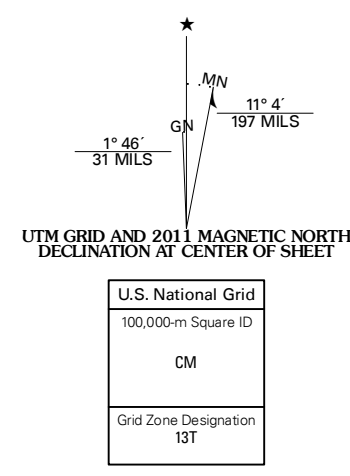 ★
MN
GN
1° 46´
31 MILS
11° 4´
197 MILS
UTM GRID AND 2011 MAGNETIC NORTH
DECLINATION AT CENTER OF SHEET
U.S. National Grid
100,000-m Square ID
CM
Grid Zone Designation
13T